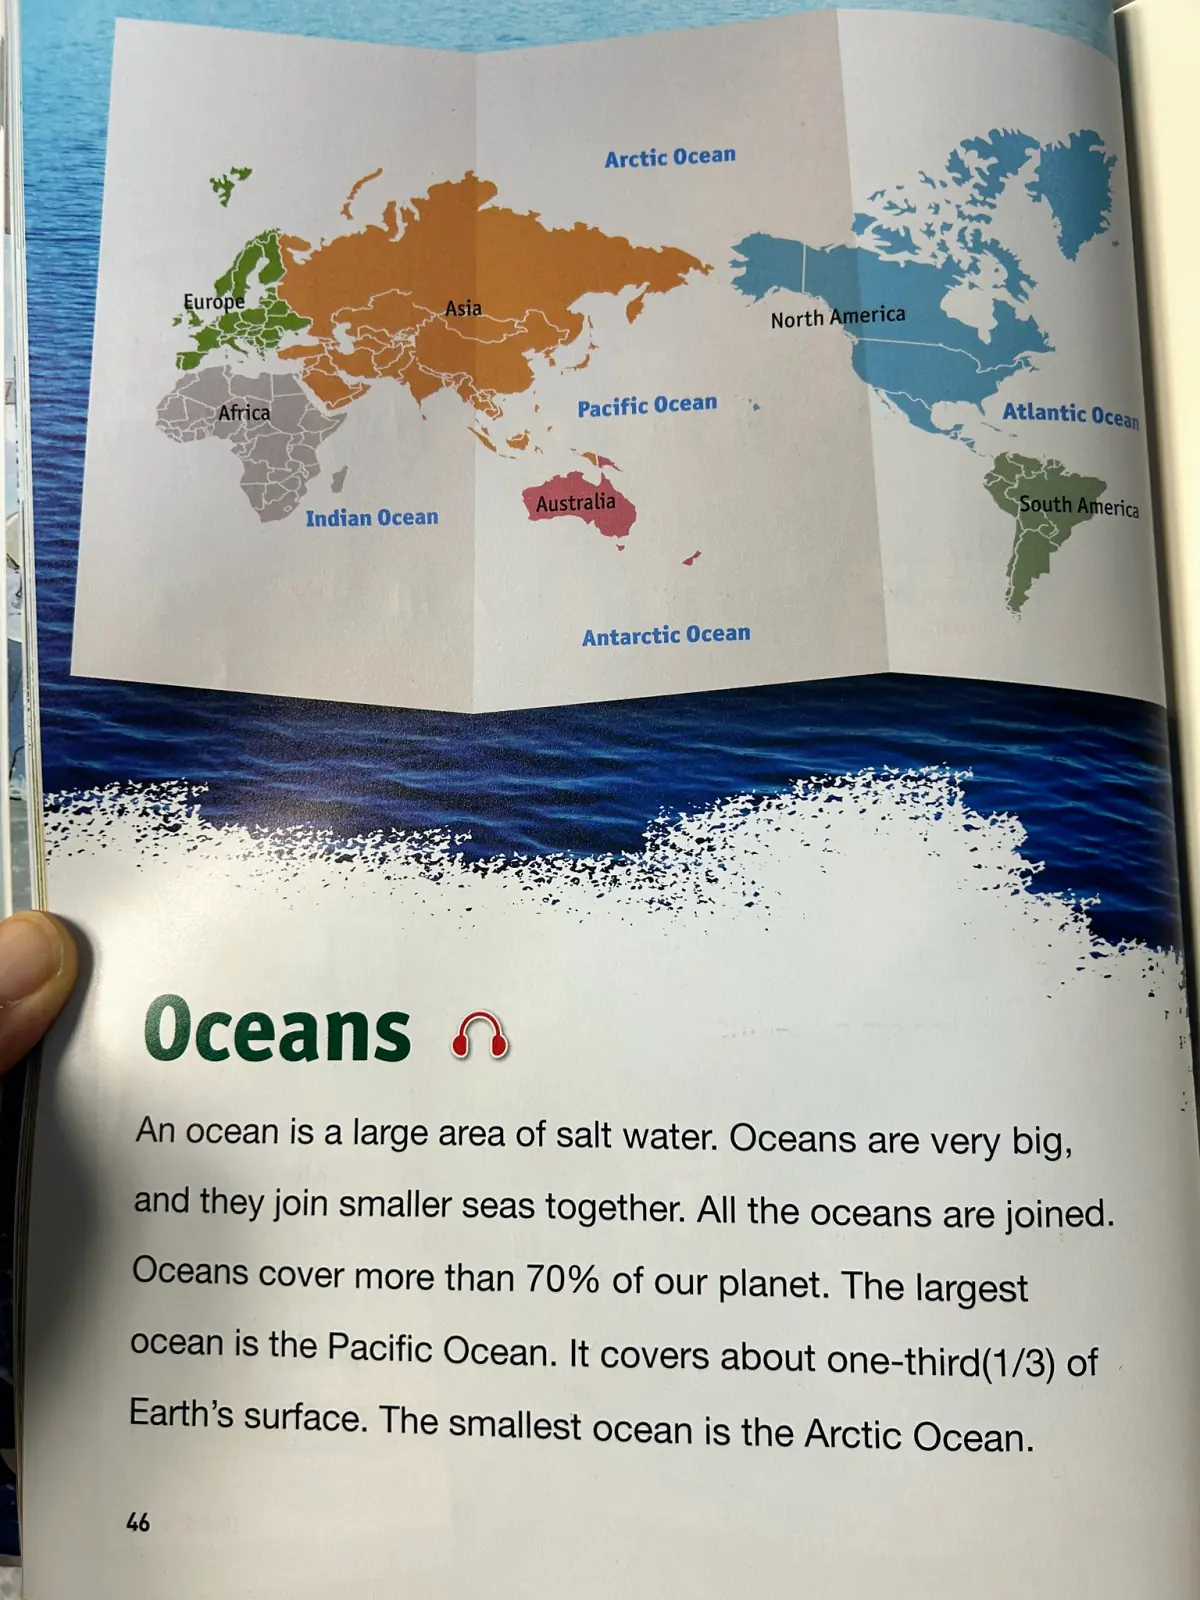 Arctic Ocean
Europe
Asia
North America
Africa
Pacific Ocean
Atlantic Ocean
Indian Ocean
Australia
South America
Antarctic Ocean
Oceans
An ocean is a large area of salt water. Oceans are very big,
and they join smaller seas together. All the oceans are joined.
Oceans cover more than 70% of our planet. The largest
ocean is the Pacific Ocean. It covers about one-third(1/3) of
Earth's surface. The smallest ocean is the Arctic Ocean.
46